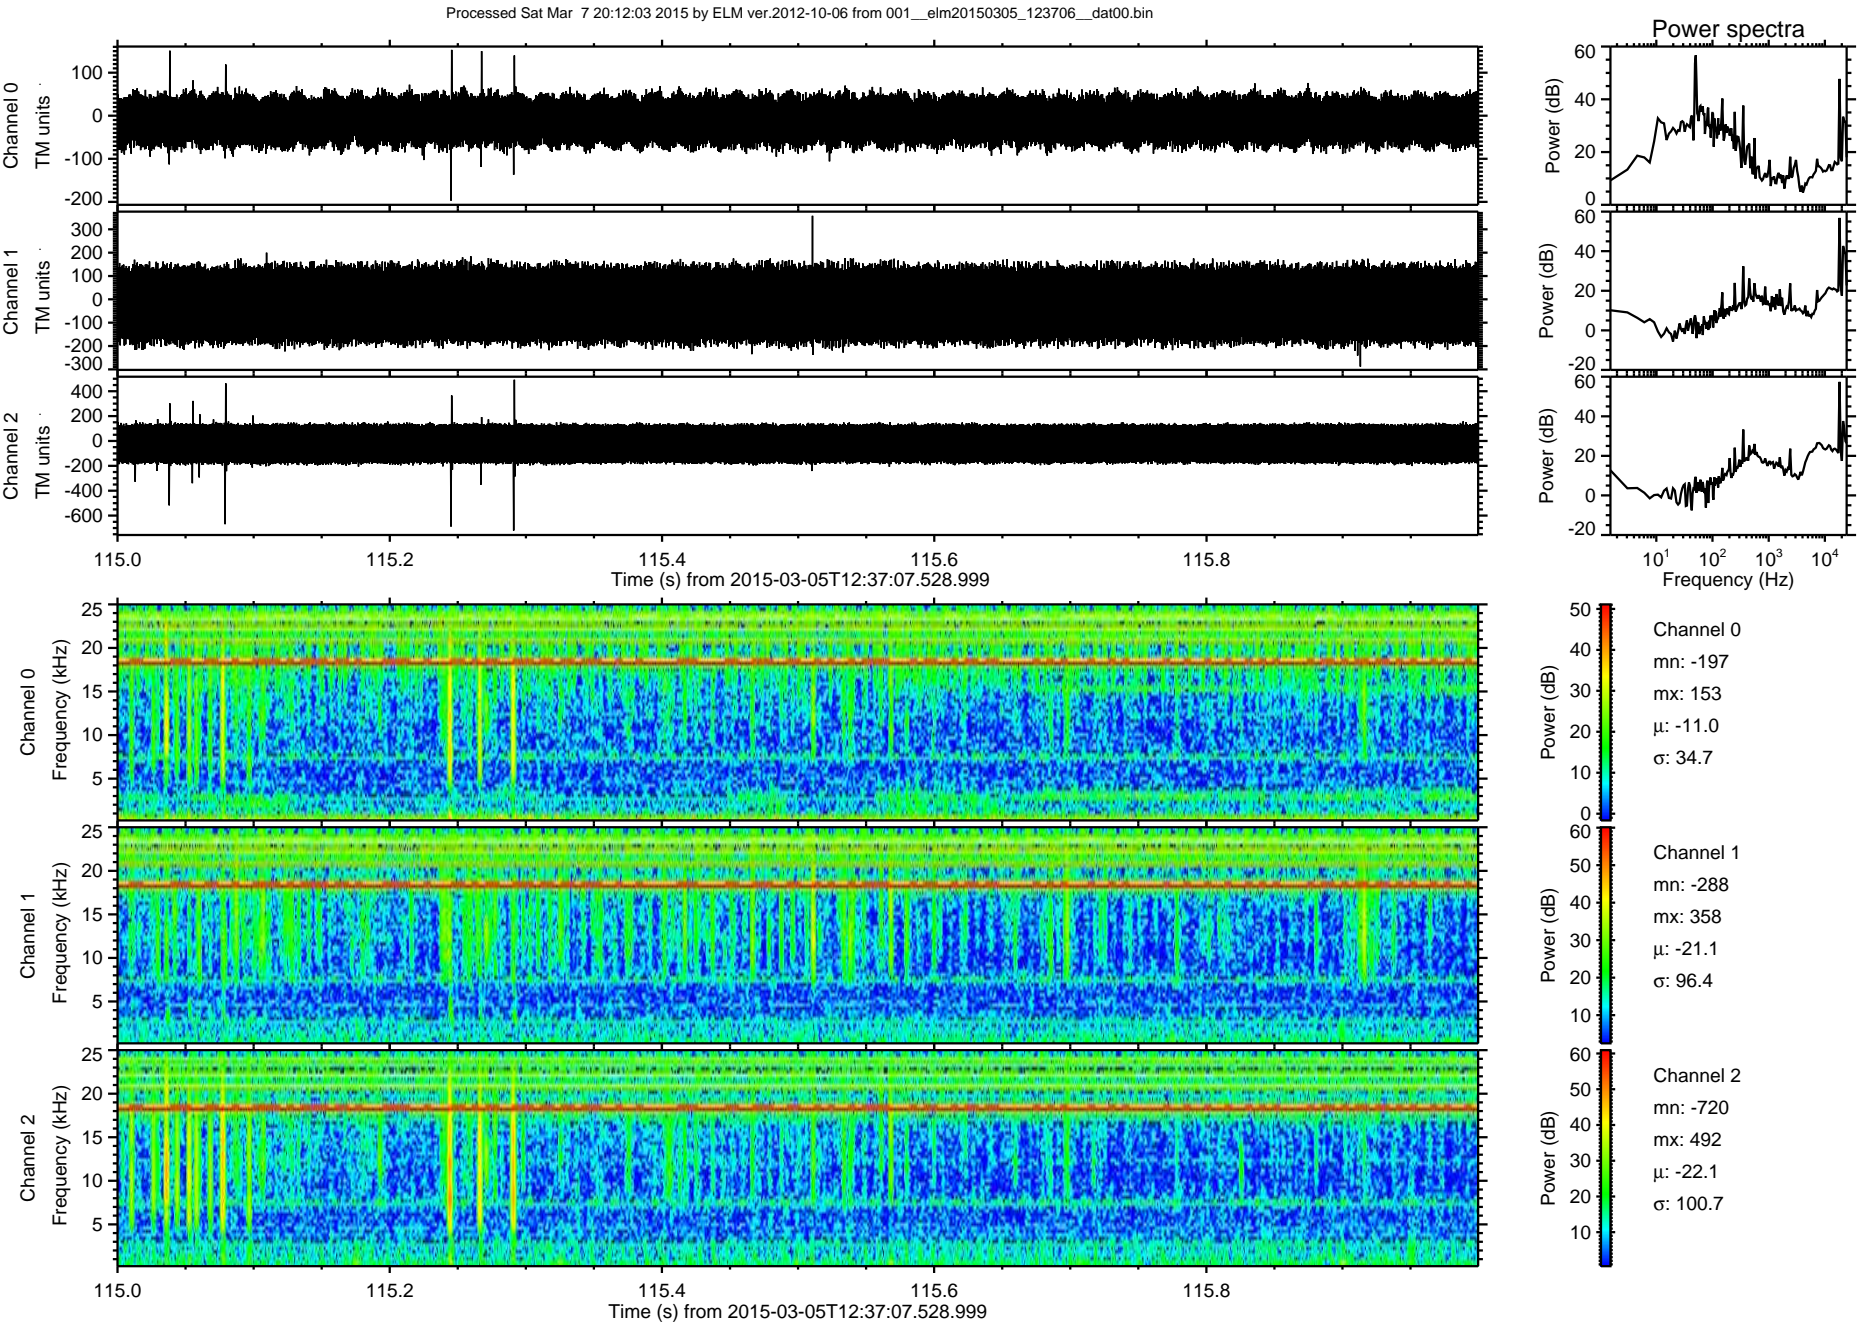 Processed Sat Mar 7 20:12:03 2015 by ELM ver.2012-10-06 from 001__elm20150305_123706__dat00.bin
Power spectra
Channel 0
TM units
100
0
-100
-200
Power (dB)
60
40
20
0
Channel 1
TM units
300
200
100
0
-100
-200
-300
Power (dB)
60
40
20
0
-20
Channel 2
TM units
400
200
0
-200
-400
-600
Power (dB)
60
40
20
0
-20
115.0 115.2 115.4 115.6 115.8
Time (s) from 2015-03-05T12:37:07.528.999
10^1 10^2 10^3 10^4
Frequency (Hz)
Channel 0
Frequency (kHz)
25
20
15
10
5
Power (dB)
50
40
30
20
10
0
Channel 0
mn: -197
mx: 153
μ: -11.0
σ: 34.7
Channel 1
Frequency (kHz)
25
20
15
10
5
Power (dB)
60
50
40
30
20
10
Channel 1
mn: -288
mx: 358
μ: -21.1
σ: 96.4
Channel 2
Frequency (kHz)
25
20
15
10
5
Power (dB)
60
50
40
30
20
10
Channel 2
mn: -720
mx: 492
μ: -22.1
σ: 100.7
115.0 115.2 115.4 115.6 115.8
Time (s) from 2015-03-05T12:37:07.528.999